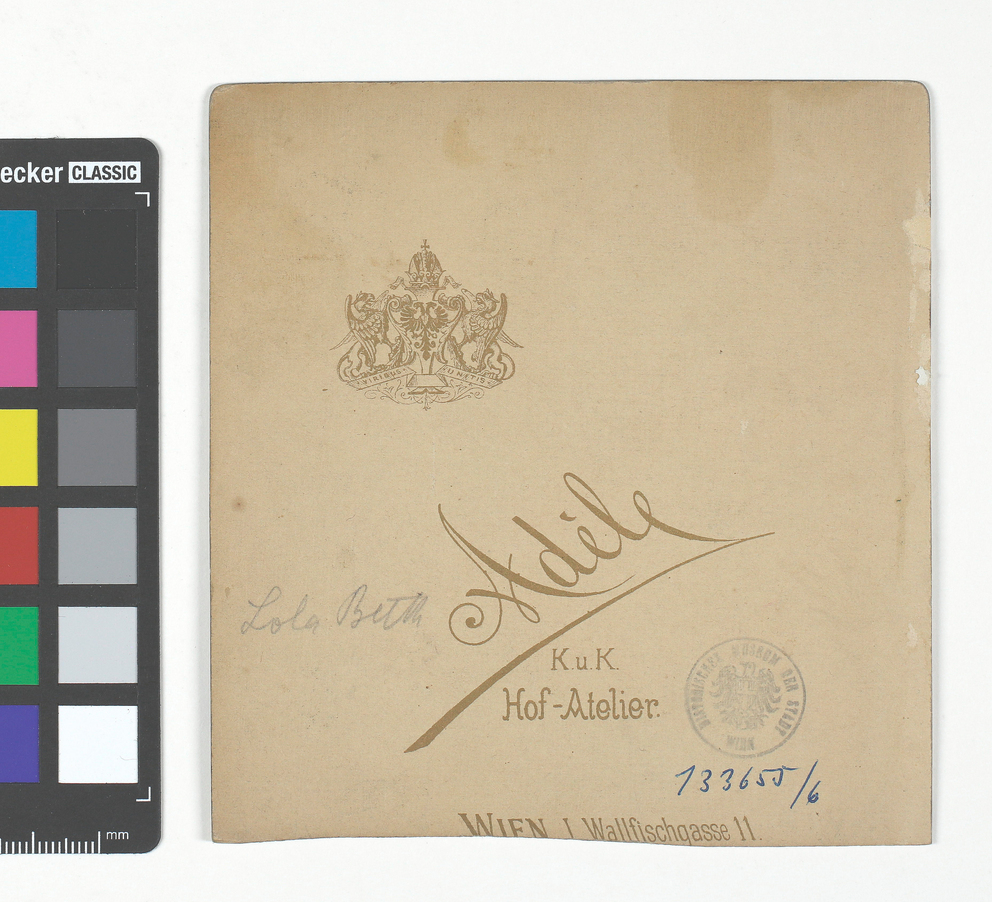 ecker CLASSIC
VIRIBUS UNITIS
Adèle
Lola Beth
K.u.K.
Hof-Atelier.
HISTORISCHES MUSEUM DER STADT WIEN
133655/6
WIEN, I. Wallfischgasse 11.
mm